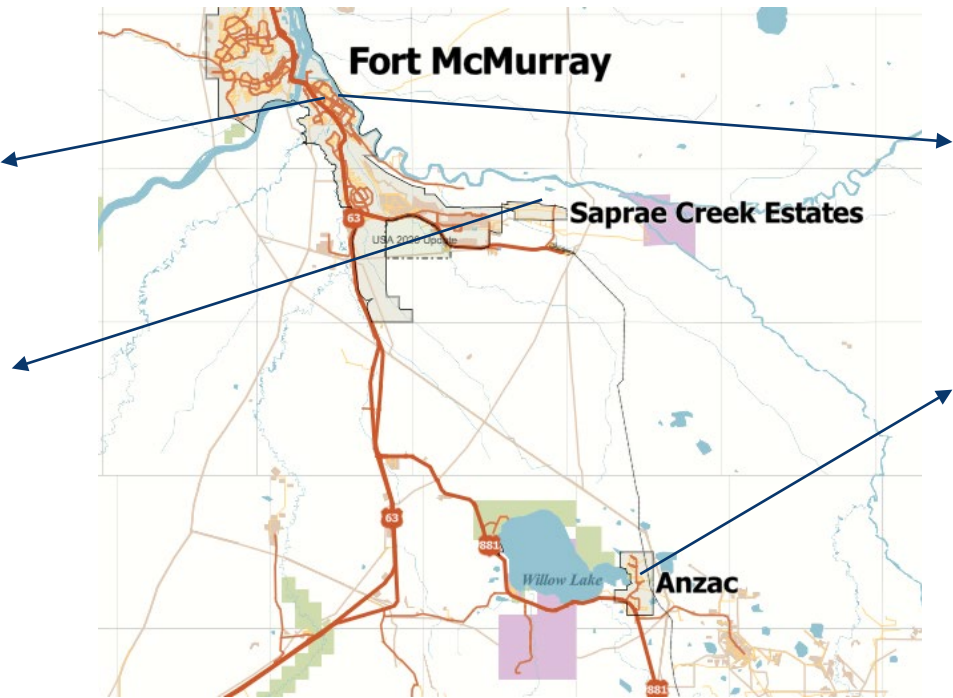 Fort McMurray
Saprae Creek Estates
63
USA 2020 Update
63
881
Willow Lake
Anzac
881